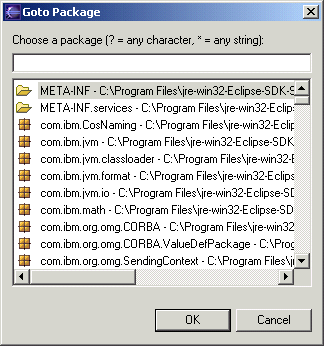 Goto Package
Choose a package (? = any character, * = any string):
META-INF - C:\Program Files\jre-win32-Eclipse-SDK-S
META-INF.services - C:\Program Files\jre-win32-Ec
com.ibm.CosNaming - C:\Program Files\jre-win32-E
com.ibm.jvm - C:\Program Files\jre-win32-Eclipse-SDK
com.ibm.jvm.classloader - C:\Program Files\jre-win32
com.ibm.jvm.format - C:\Program Files\jre-win32-Eclip
com.ibm.jvm.io - C:\Program Files\jre-win32-Eclipse-S
com.ibm.math - C:\Program Files\jre-win32-Eclipse-SD
com.ibm.org.omg.CORBA - C:\Program Files\jre-win3
com.ibm.org.omg.CORBA.ValueDefPackage - C:\Prog
com.ibm.org.omg.SendingContext - C:\Program Files\j
OK
Cancel